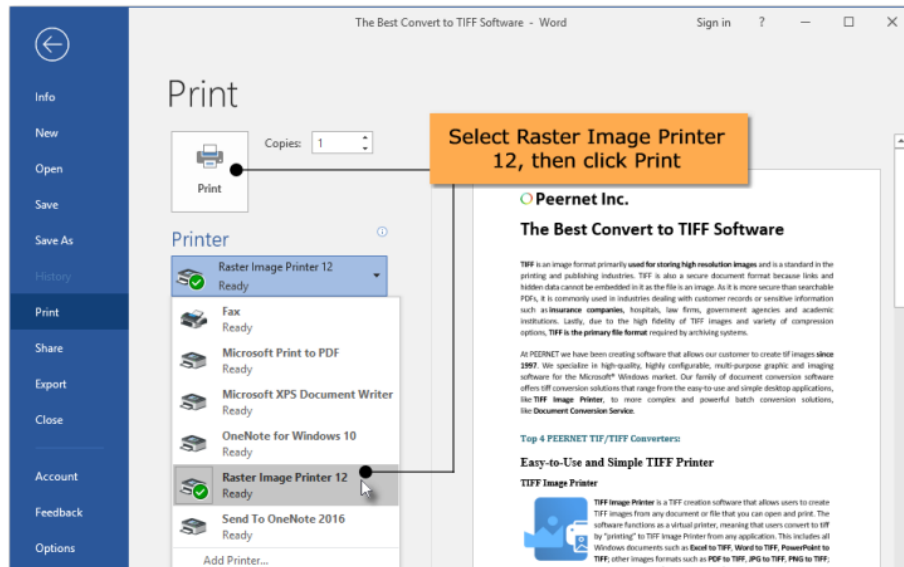 The Best Convert to TIFF Software - Word
Sign in
?
Info
New
Open
Save
Save As
History
Print
Share
Export
Close
Account
Feedback
Options
Print
Print
Copies: 1
Select Raster Image Printer
12, then click Print
Printer
Raster Image Printer 12
Ready
Fax
Ready
Microsoft Print to PDF
Ready
Microsoft XPS Document Writer
Ready
OneNote for Windows 10
Ready
Raster Image Printer 12
Ready
Send To OneNote 2016
Ready
Add Printer...
Peernet Inc.
The Best Convert to TIFF Software
TIFF is an image format primarily used for storing high resolution images and is a standard in the
printing and publishing industries. TIFF is also a secure document format because links and
hidden data cannot be embedded in it as the file is an image. As it is more secure than searchable
PDFs, it is commonly used in industries dealing with customer records or sensitive information
such as insurance companies, hospitals, law firms, government agencies and academic
institutions. Lastly, due to the high fidelity of TIFF images and variety of compression
options, TIFF is the primary file format required by archiving systems.
At PEERNET we have been creating software that allows our customer to create tif images since
1997. We specialize in high-quality, highly configurable, multi-purpose graphic and imaging
software for the Microsoft® Windows market. Our family of document conversion software
offers tiff conversion solutions that range from the easy-to-use and simple desktop applications,
like TIFF Image Printer, to more complex and powerful batch conversion solutions,
like Document Conversion Service.
Top 4 PEERNET TIF/TIFF Converters:
Easy-to-Use and Simple TIFF Printer
TIFF Image Printer
TIFF Image Printer is a TIFF creation software that allows users to create
TIFF images from any document or file that you can open and print. The
software functions as a virtual printer, meaning that users convert to tiff
by "printing" to TIFF Image Printer from any application. This includes all
Windows documents such as Excel to TIFF, Word to TIFF, PowerPoint to
TIFF; other images formats such as PDF to TIFF, JPG to TIFF, PNG to TIFF;